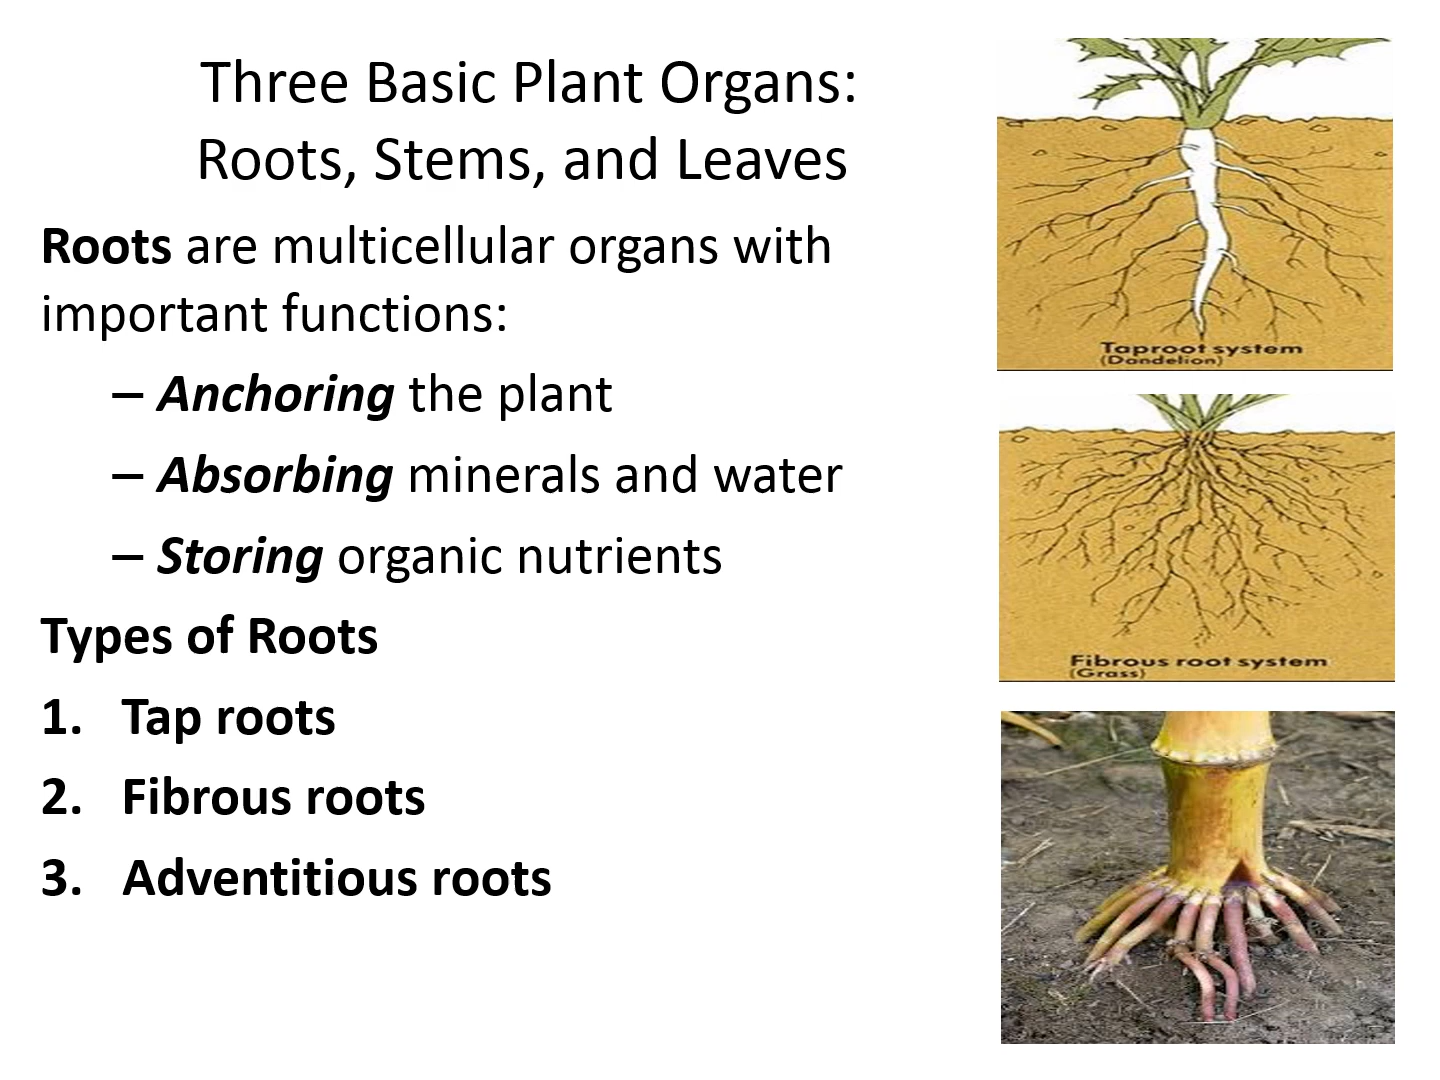 Three Basic Plant Organs:
Roots, Stems, and Leaves
Roots are multicellular organs with
important functions:
– Anchoring the plant
– Absorbing minerals and water
– Storing organic nutrients
Types of Roots
1. Tap roots
2. Fibrous roots
3. Adventitious roots
Taproot system
(Dandelion)
Fibrous root system
(Grass)